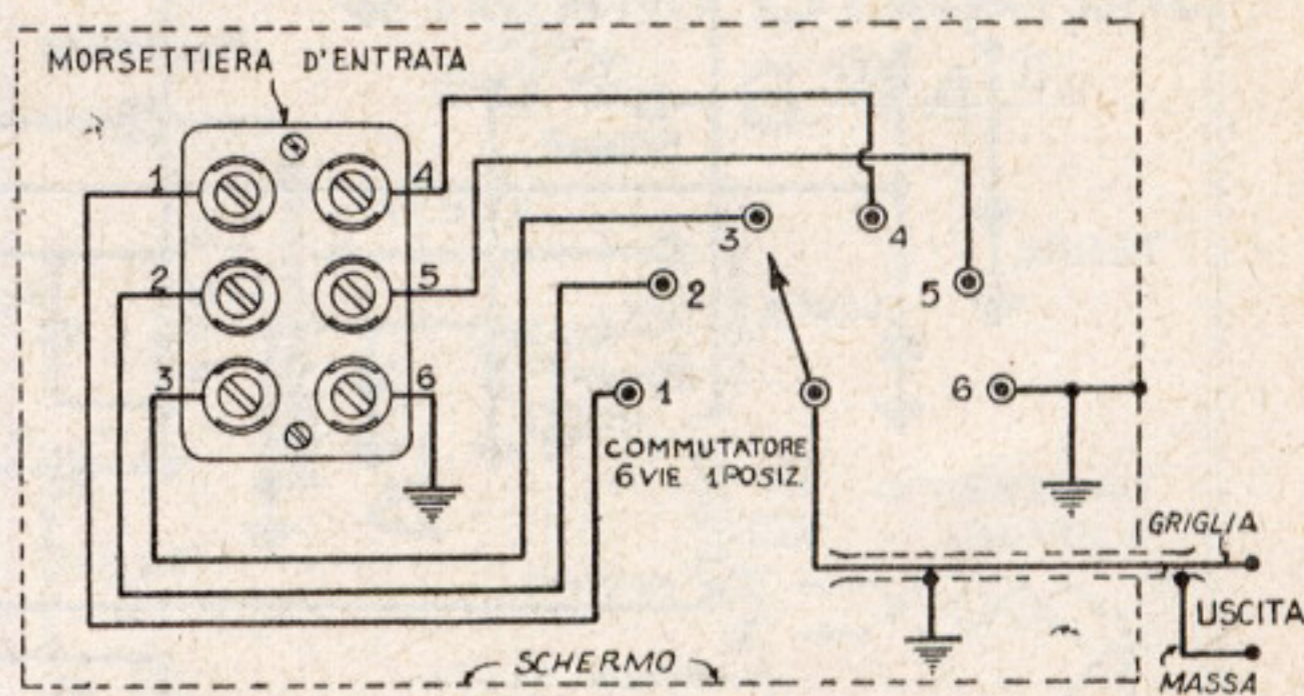 MORSETTIERA D'ENTRATA
1
4
2
5
3
6
3
4
2
5
1
6
COMMUTATORE
6 VIE 1 POSIZ.
GRIGLIA
USCITA
MASSA
SCHERMO